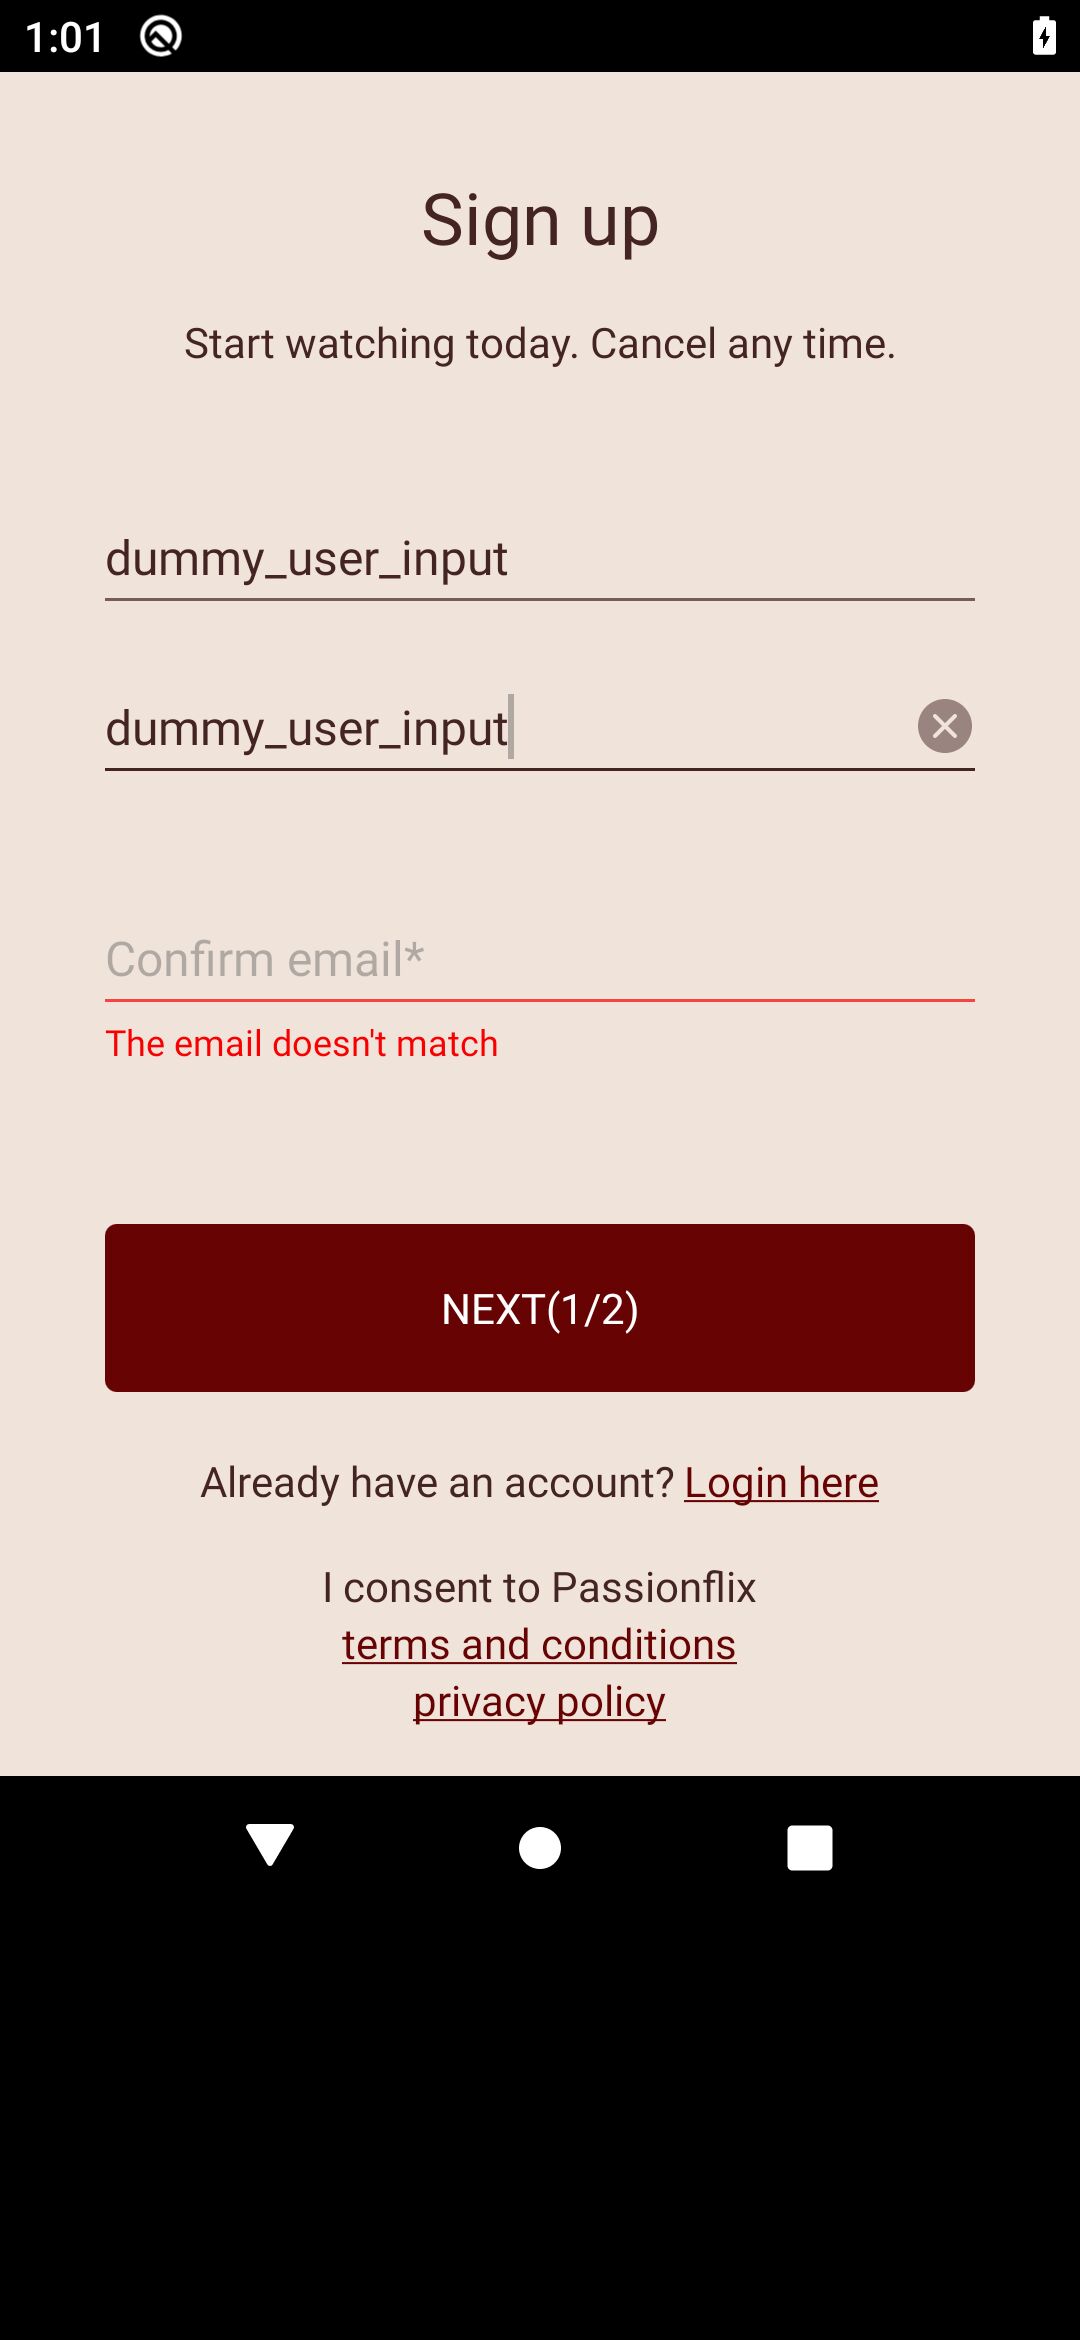 1:01
Sign up
Start watching today. Cancel any time.
dummy_user_input
dummy_user_input
Confirm email*
The email doesn't match
NEXT(1/2)
Already have an account? Login here
I consent to Passionflix
terms and conditions
privacy policy